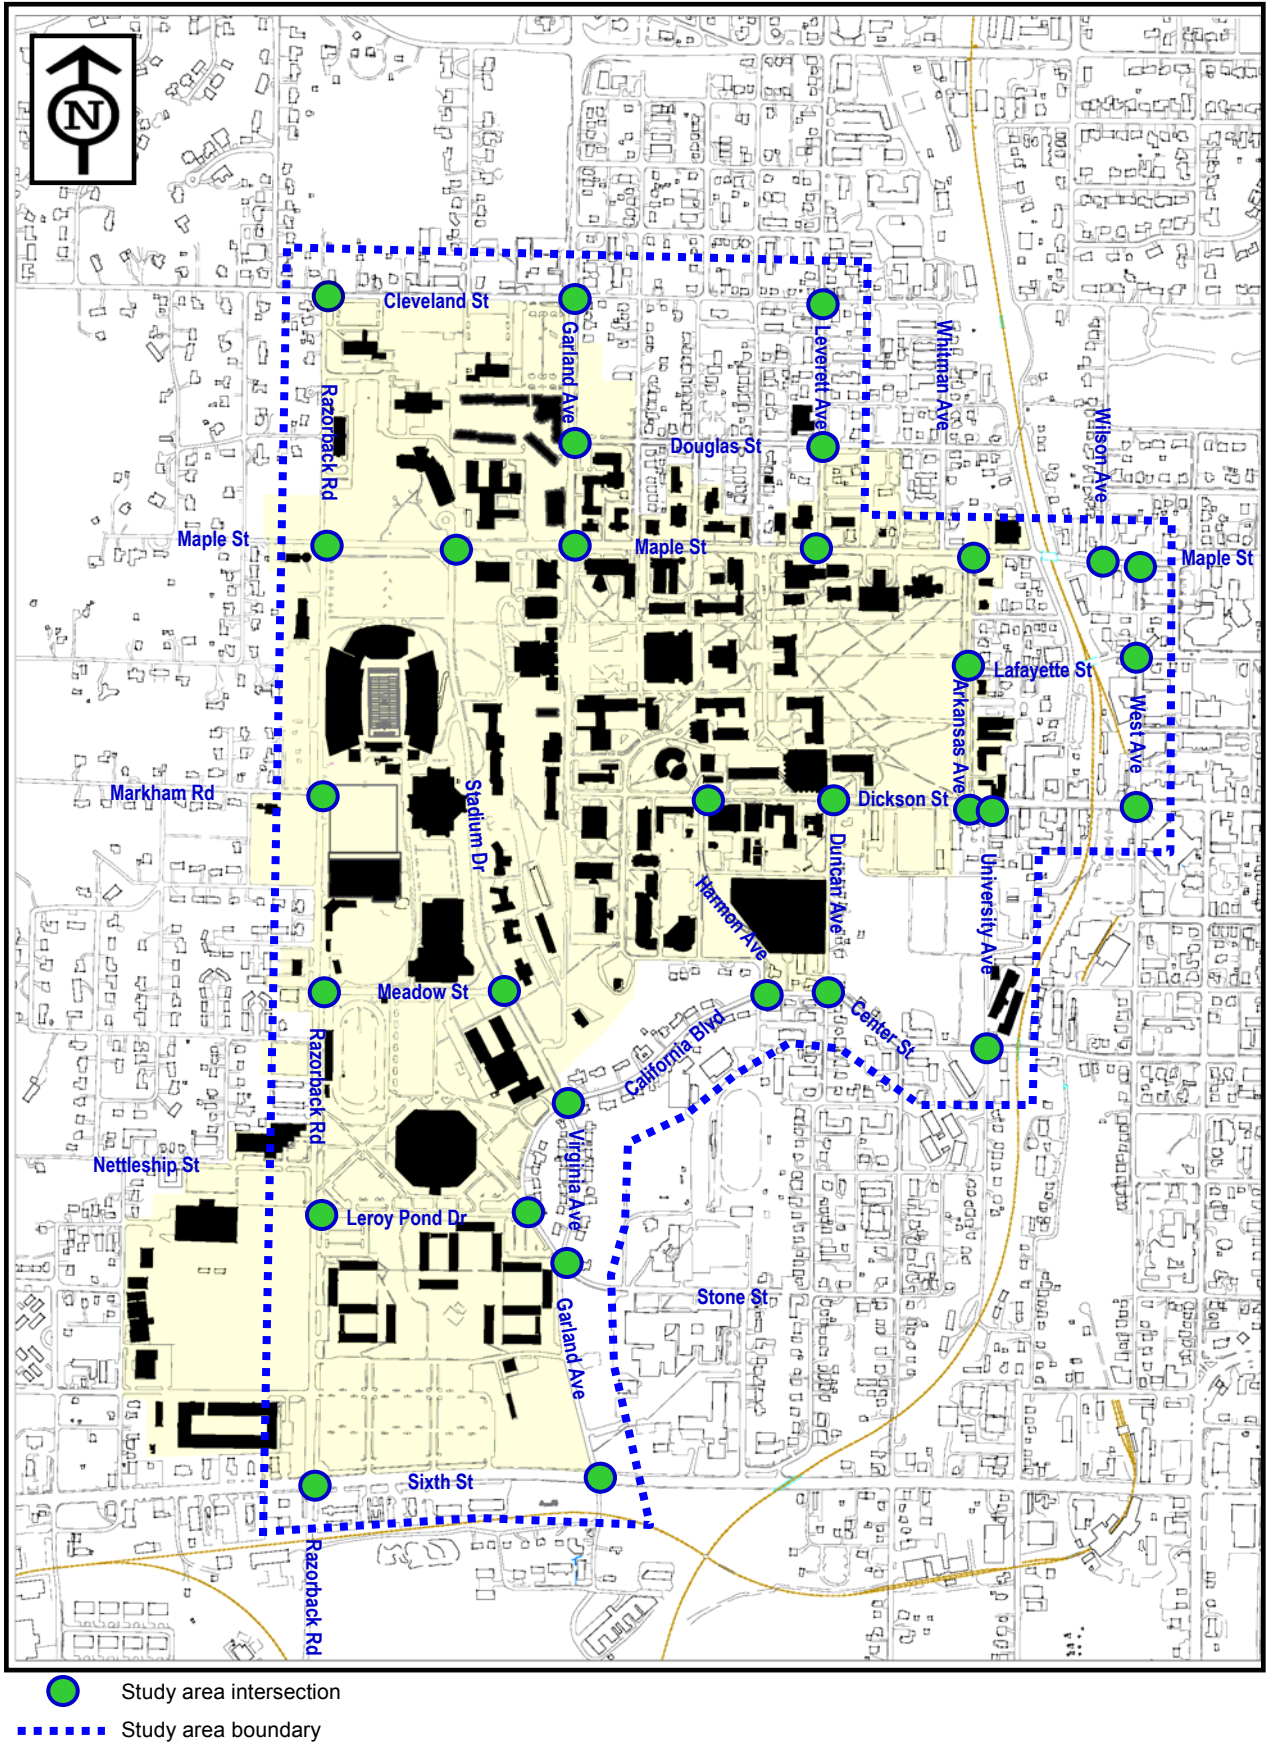 N
Cleveland St
Garland Ave
Leverett Ave
Whitman Ave
Razorback Rd
Wilson Ave
Douglas St
Maple St
Maple St
Maple St
Lafayette St
Arkansas Ave
West Ave
Markham Rd
Stadium Dr
Dickson St
Duncan Ave
University Ave
Harmon Ave
Meadow St
Center St
California Blvd
Razorback Rd
Virginia Ave
Nettleship St
Leroy Pond Dr
Stone St
Garland Ave
Sixth St
Razorback Rd
Study area intersection
Study area boundary